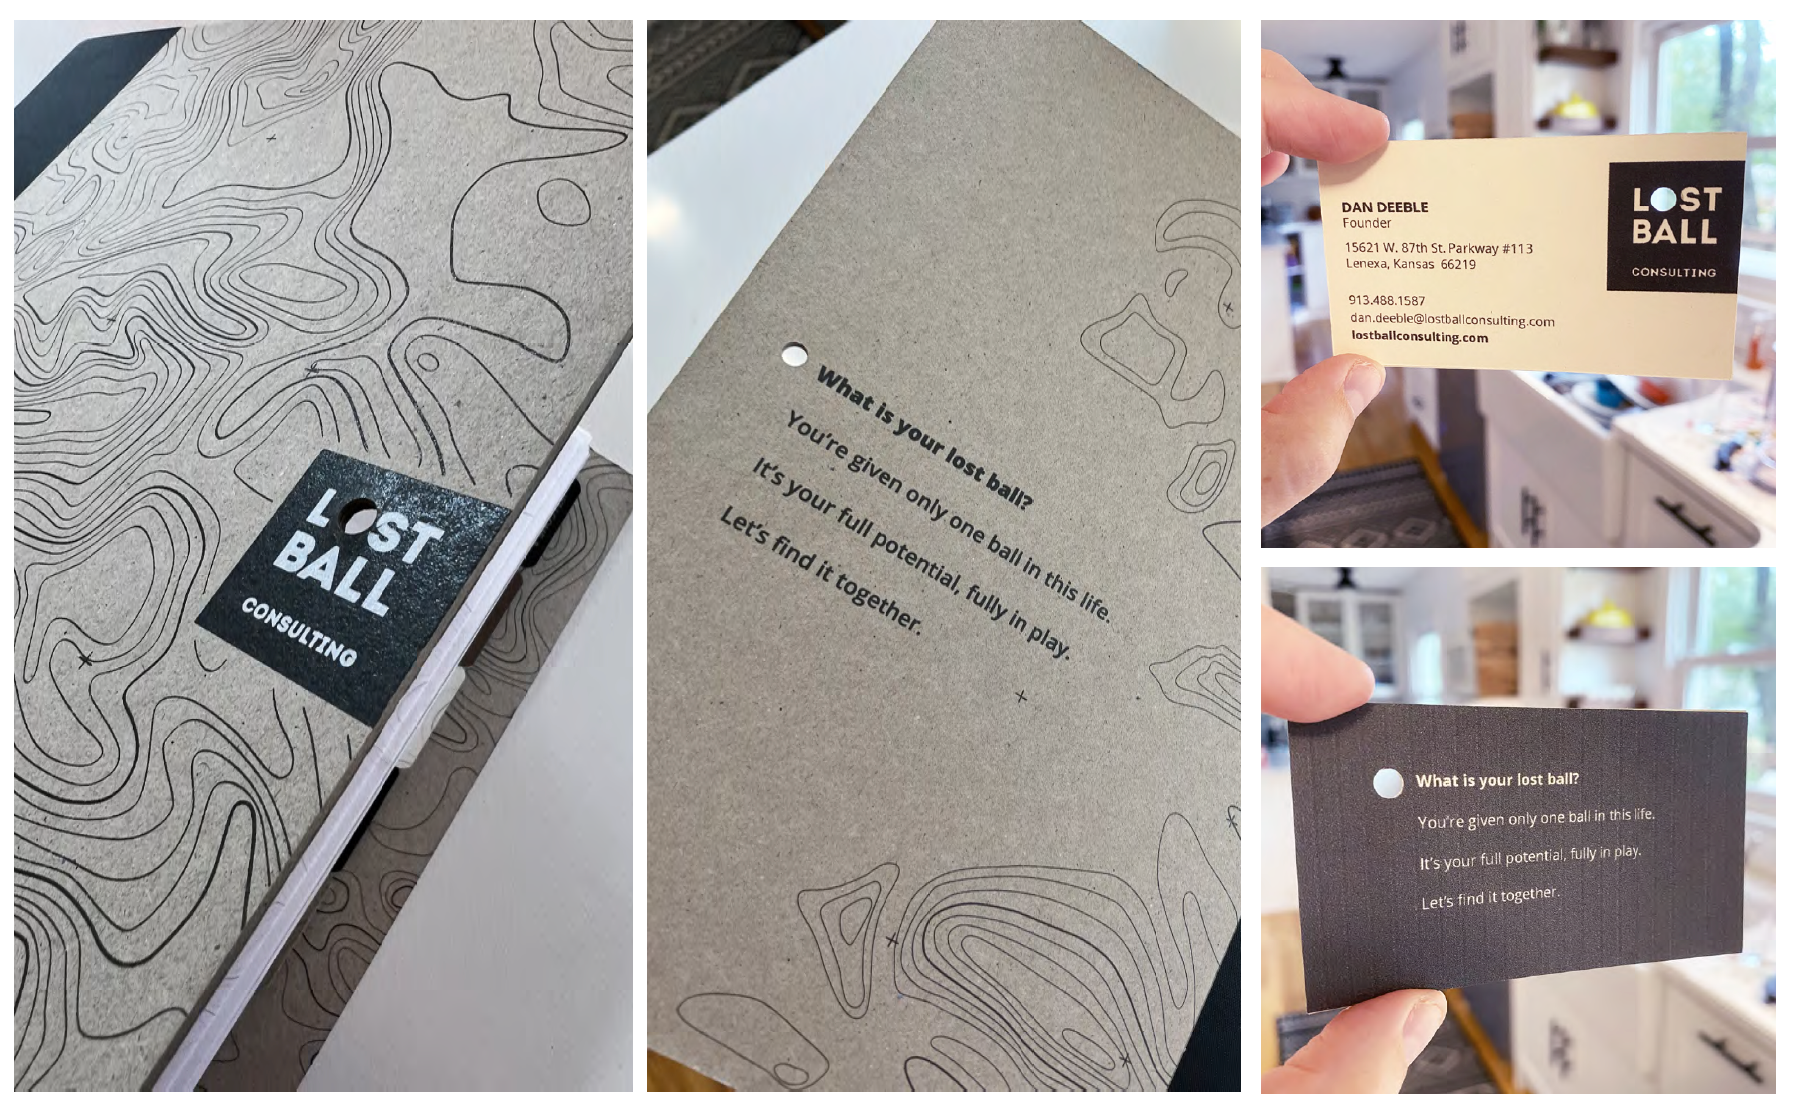 L ST
BALL
CONSULTING
What is your lost ball?
You're given only one ball in this life.
It's your full potential, fully in play.
Let's find it together.
DAN DEEBLE
Founder
15621 W. 87th St. Parkway #113
Lenexa, Kansas 66219
913.488.1587
dan.deeble@lostballconsulting.com
lostballconsulting.com
L ST
BALL
CONSULTING
What is your lost ball?
You're given only one ball in this life.
It's your full potential, fully in play.
Let's find it together.